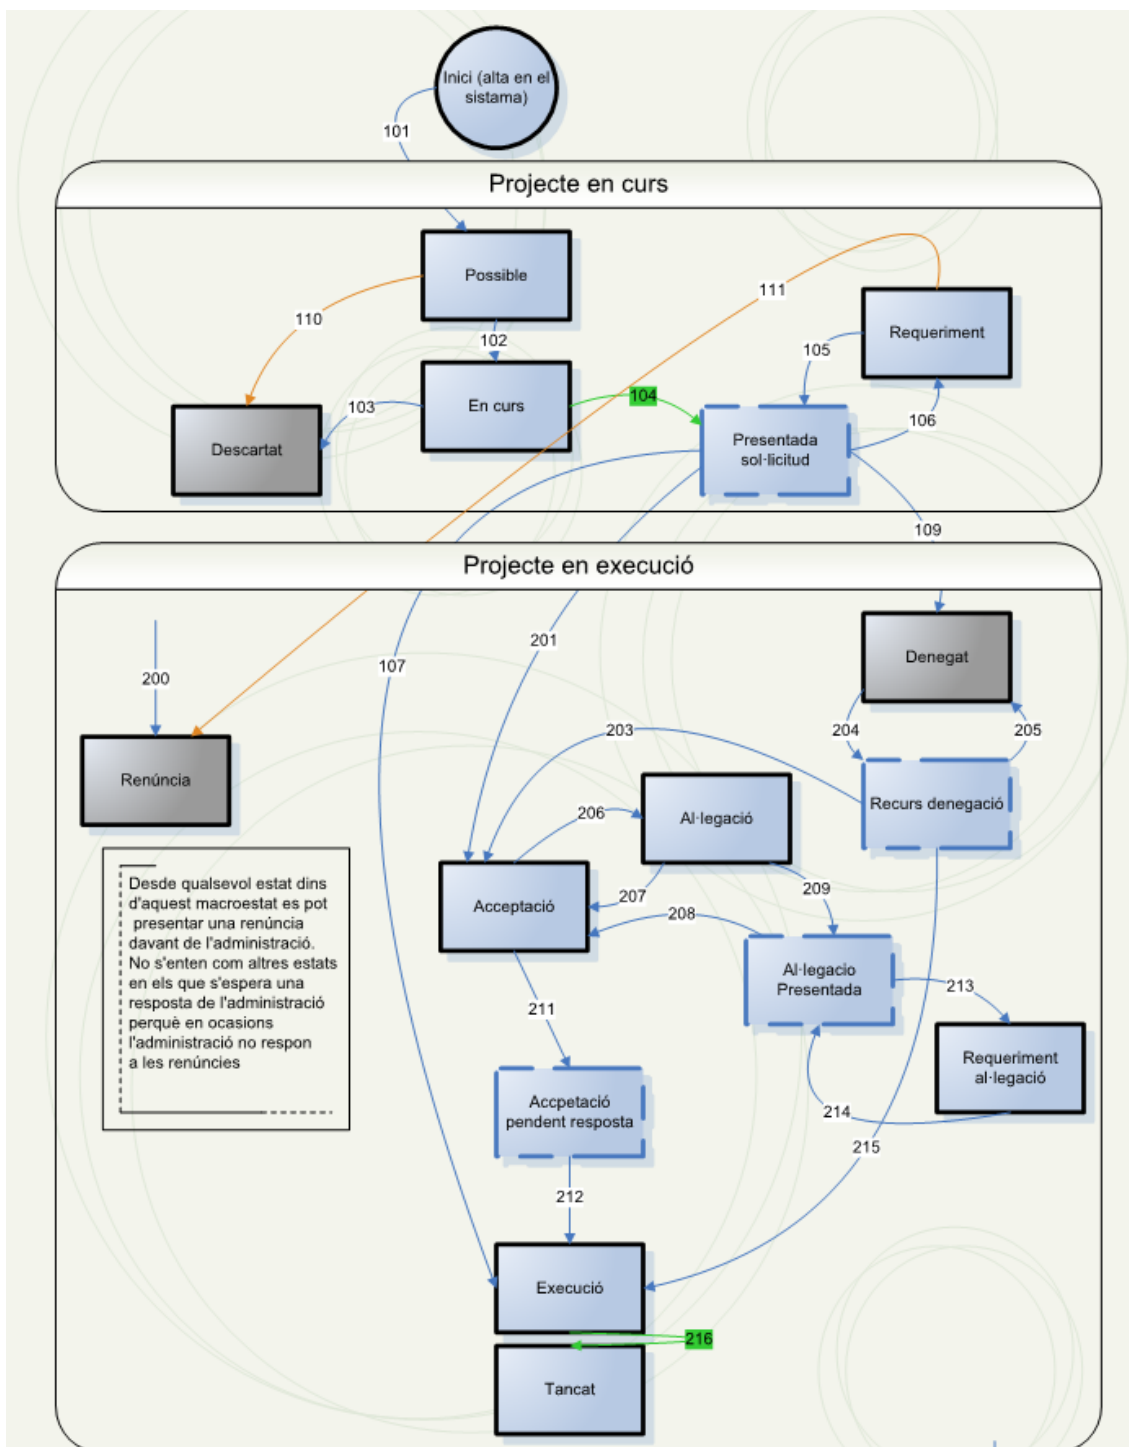 Inici (alta en el
sistama)
101
Projecte en curs
Possible
111
110
Requeriment
102
105
103
En curs
104
106
Descartat
Presentada
sol·licitud
109
Projecte en execució
201
107
Denegat
200
204
205
203
Renúncia
Recurs denegació
206
Al·legació
Desde qualsevol estat dins
d'aquest macroestat es pot
presentar una renúncia
davant de l'administració.
No s'enten com altres estats
en els que s'espera una
resposta de l'administració
perquè en ocasions
l'administració no respon
a les renúncies
207
209
Acceptació
208
Al·legacio
Presentada
213
211
Requeriment
al·legació
Accpetació
pendent resposta
214
215
212
Execució
216
Tancat